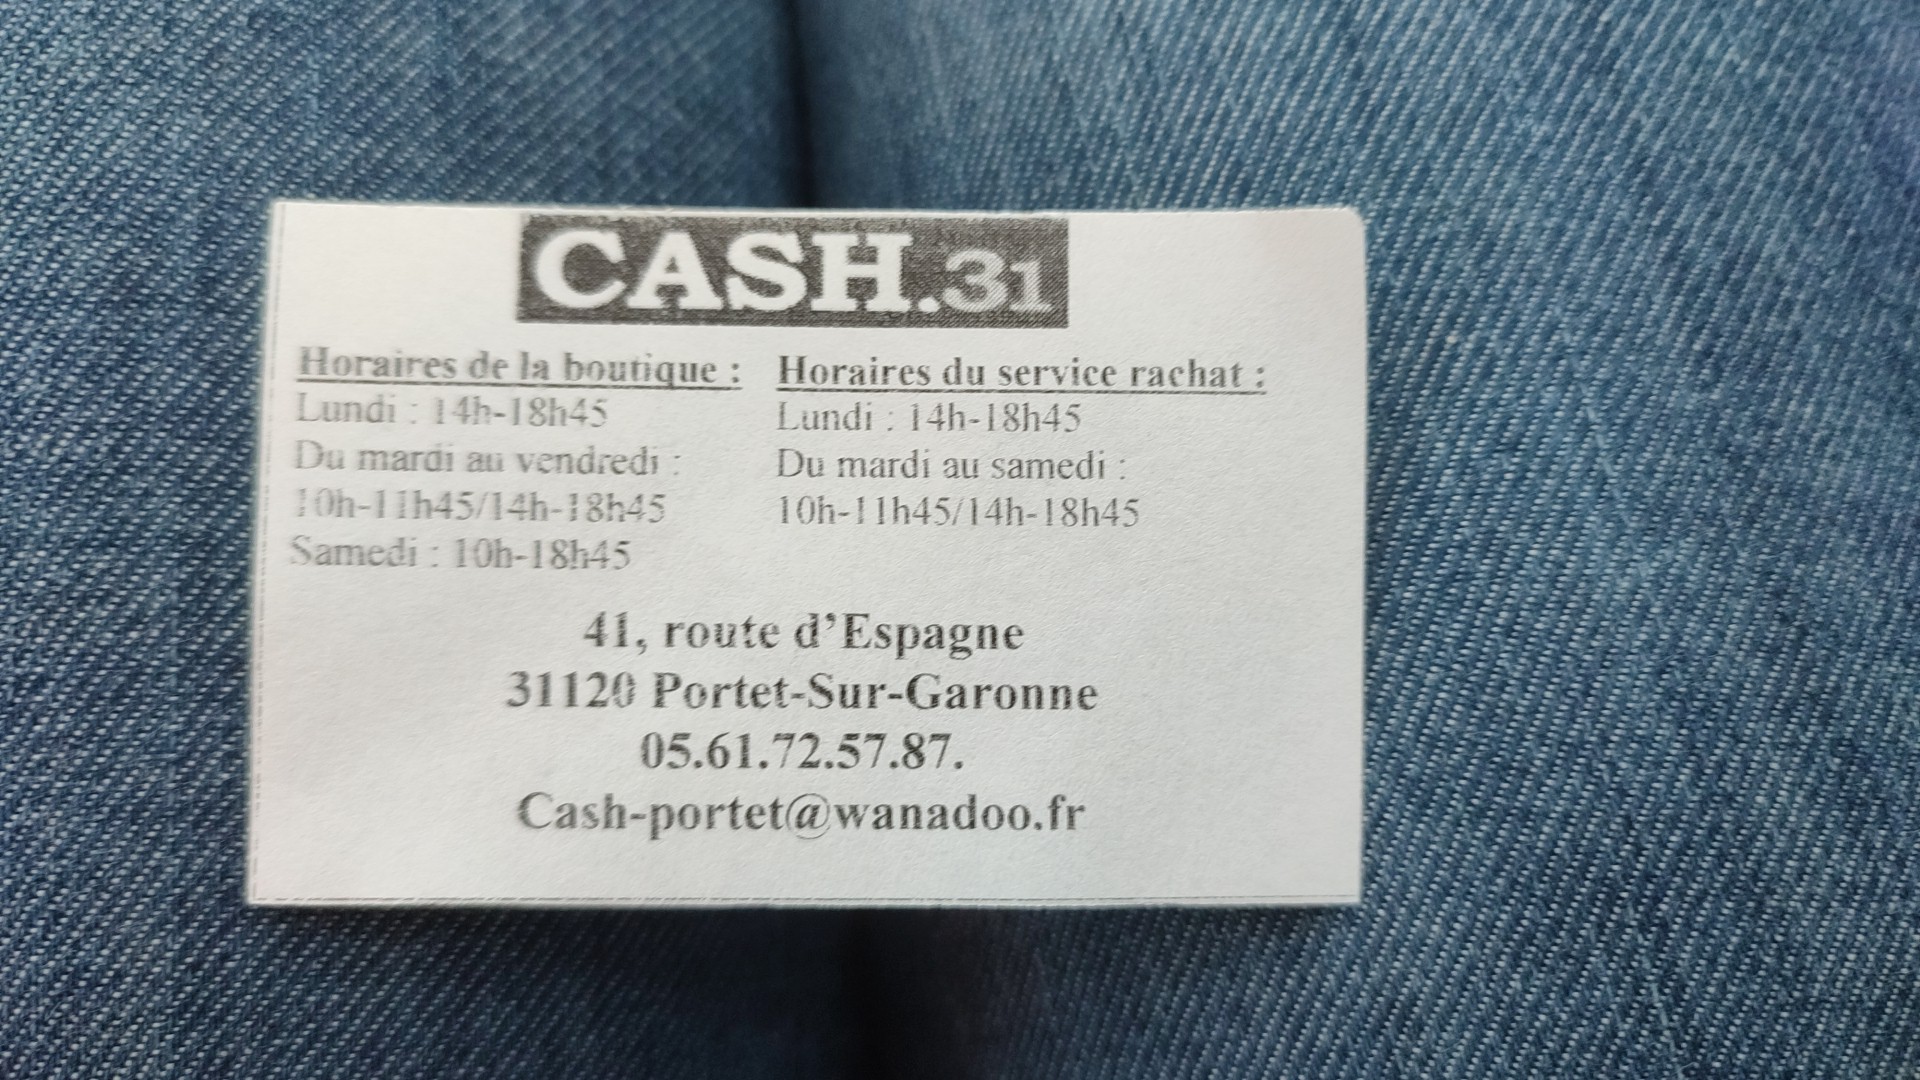 CASH.31
Horaires de la boutique :
Lundi : 14h-18h45
Du mardi au vendredi :
10h-11h45/14h-18h45
Samedi : 10h-18h45
Horaires du service rachat :
Lundi : 14h-18h45
Du mardi au samedi :
10h-11h45/14h-18h45
41, route d’Espagne
31120 Portet-Sur-Garonne
05.61.72.57.87.
Cash-portet@wanadoo.fr